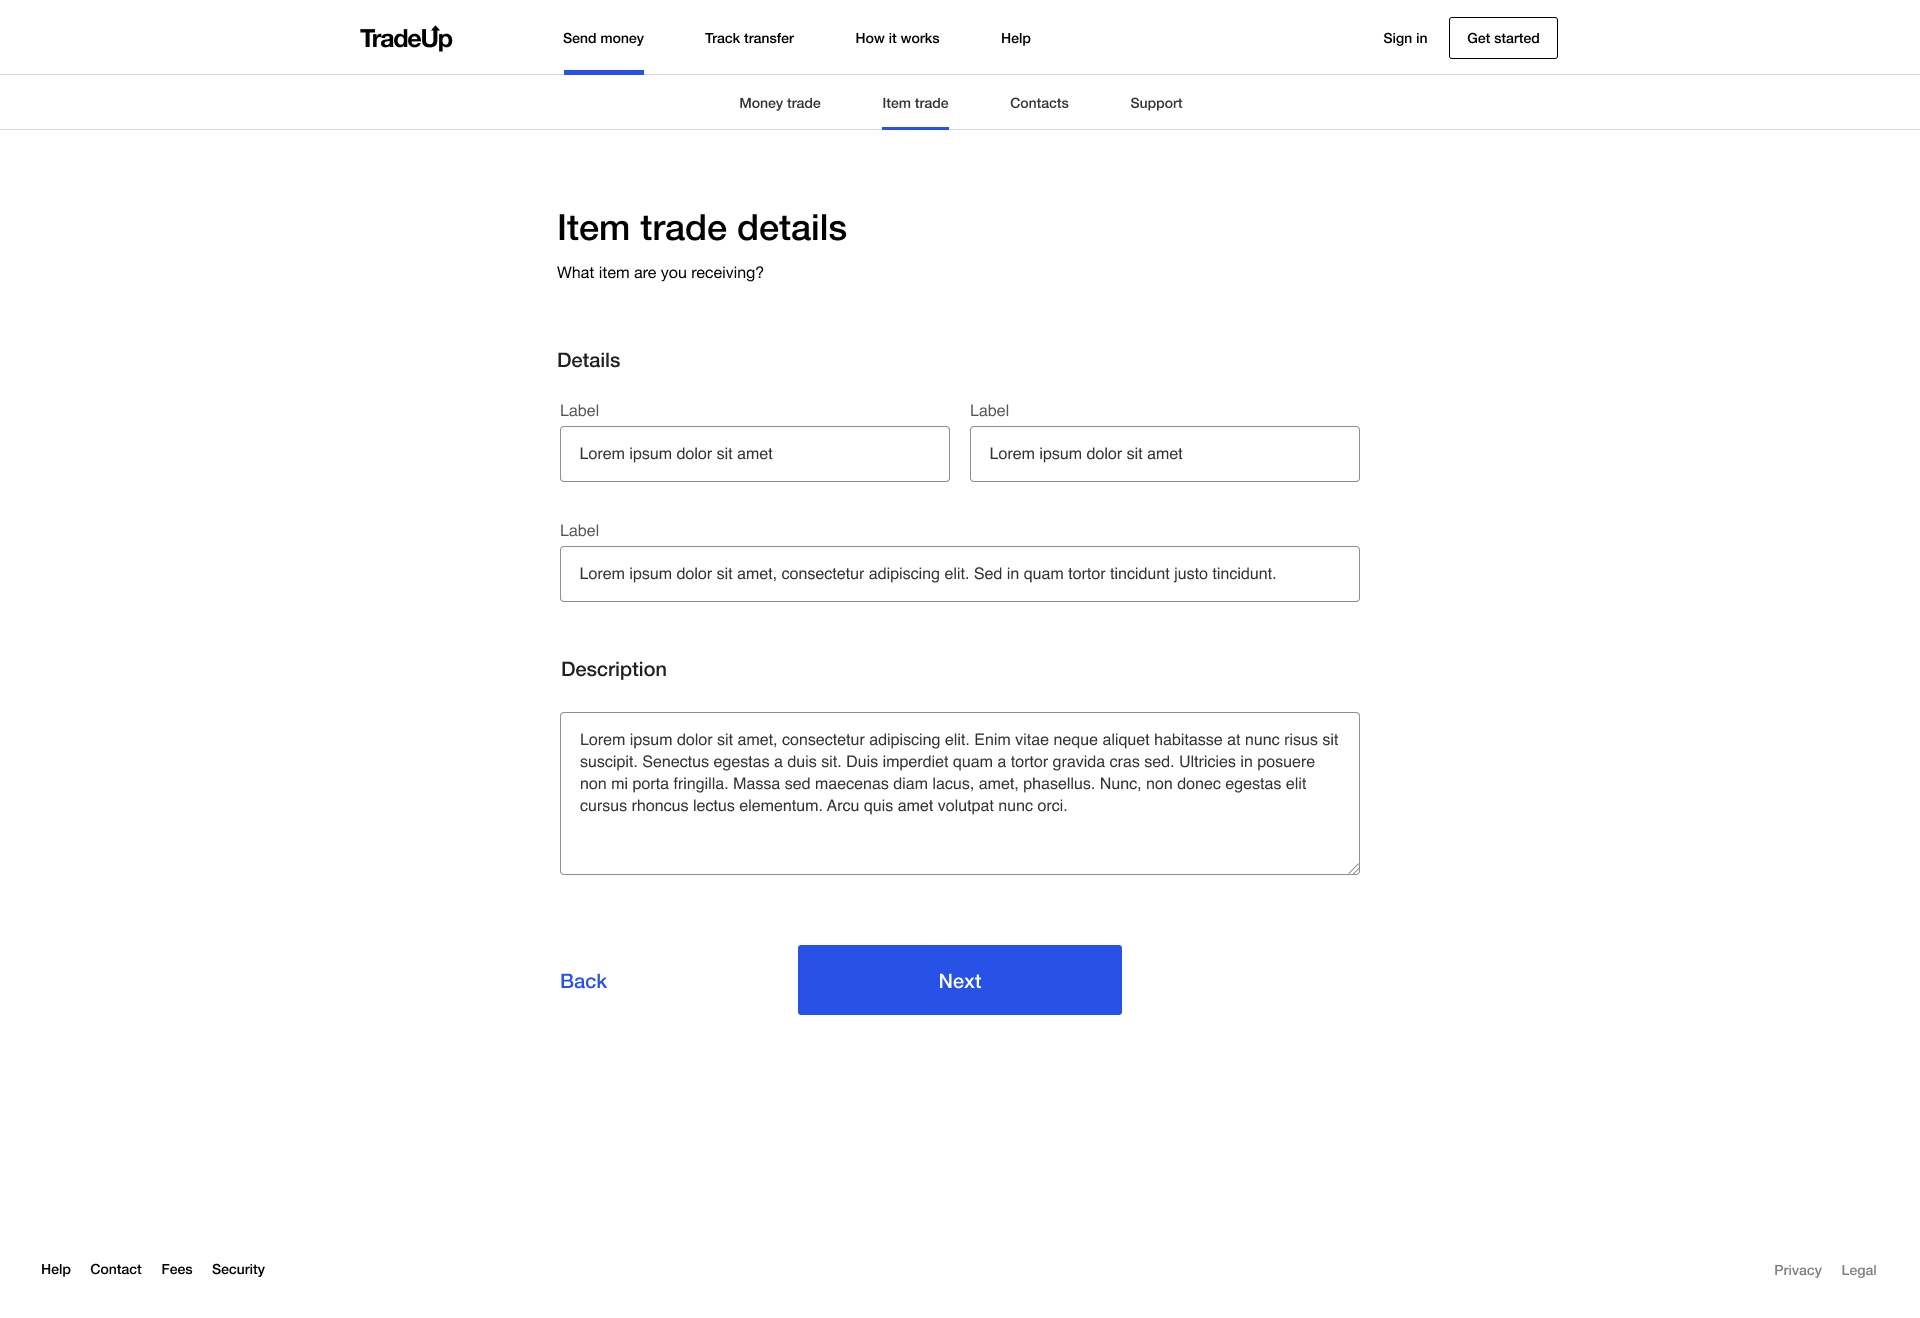 TradeUp
Send money
Track transfer
How it works
Help
Sign in
Get started
Money trade
Item trade
Contacts
Support
Item trade details
What item are you receiving?
Details
Label
Label
Lorem ipsum dolor sit amet
Lorem ipsum dolor sit amet
Label
Lorem ipsum dolor sit amet, consectetur adipiscing elit. Sed in quam tortor tincidunt justo tincidunt.
Description
Lorem ipsum dolor sit amet, consectetur adipiscing elit. Enim vitae neque aliquet habitasse at nunc risus sit
suscipit. Senectus egestas a duis sit. Duis imperdiet quam a tortor gravida cras sed. Ultricies in posuere
non mi porta fringilla. Massa sed maecenas diam lacus, amet, phasellus. Nunc, non donec egestas elit
cursus rhoncus lectus elementum. Arcu quis amet volutpat nunc orci.
Back
Next
Help
Contact
Fees
Security
Privacy
Legal